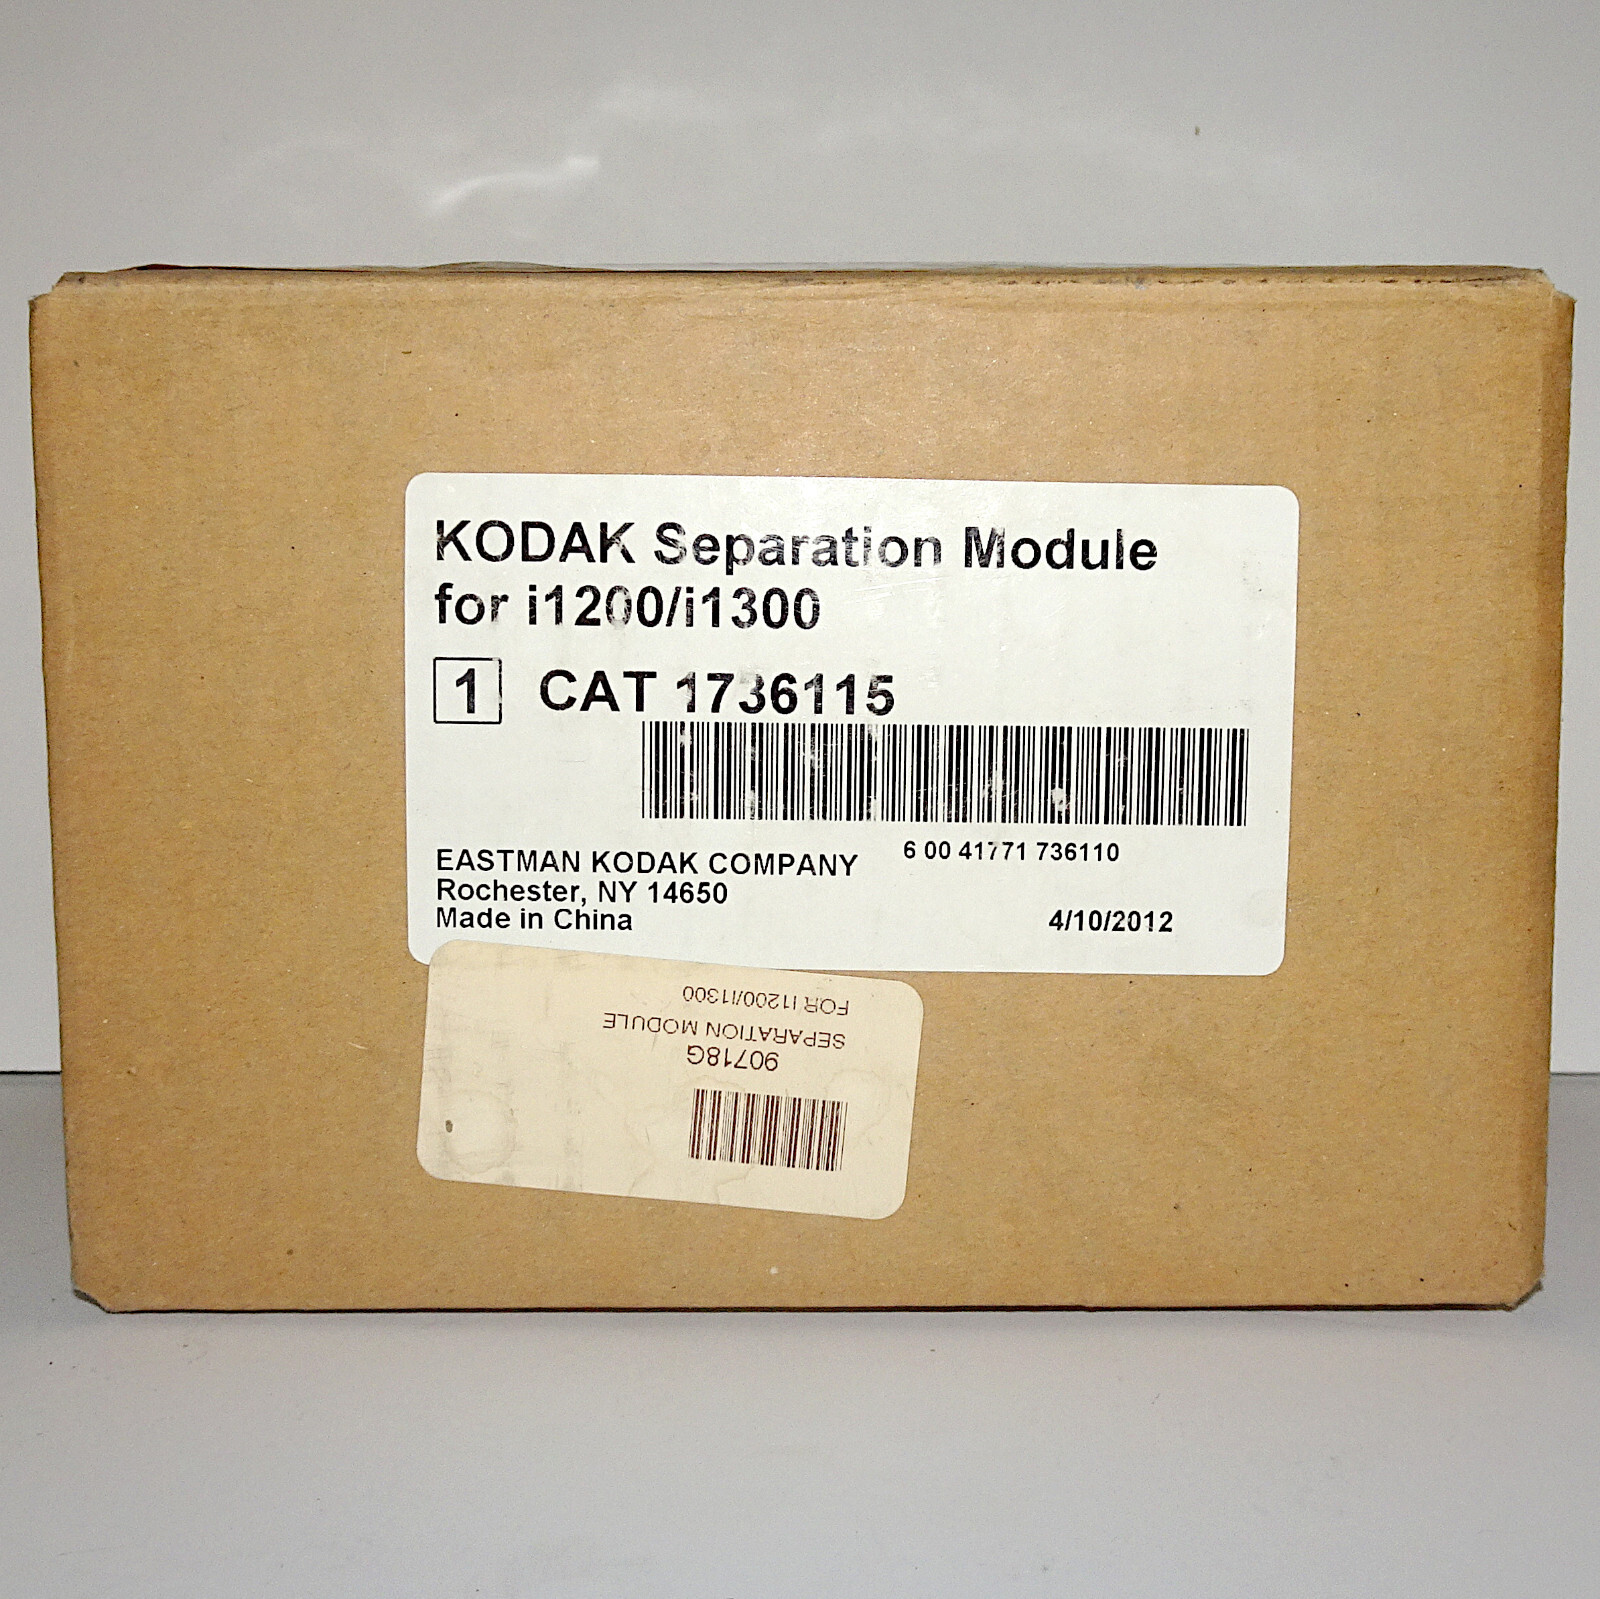 KODAK Separation Module
for i1200/i1300
1 CAT 1736115
6 00 41771 736110
EASTMAN KODAK COMPANY
Rochester, NY 14650
Made in China
4/10/2012
90718G
SEPARATION MODULE
FOR I1200/I1300